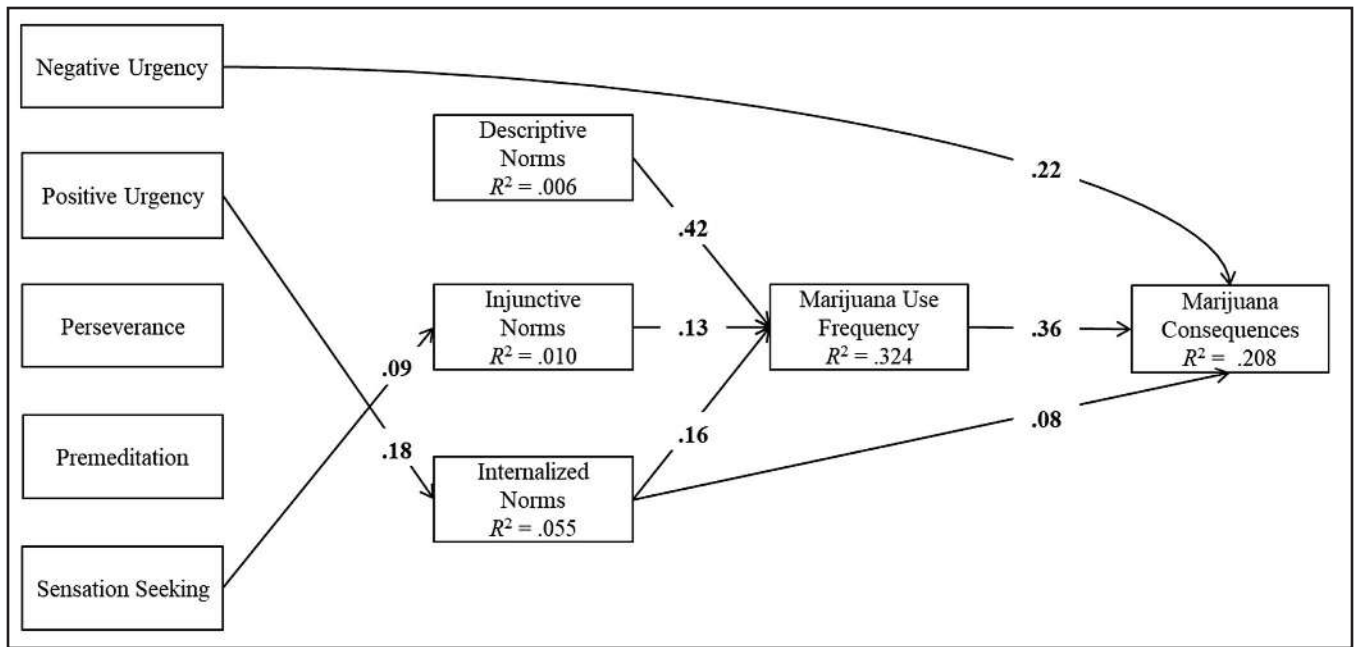 Negative Urgency
Descriptive
Norms
R² = .006
.22
Positive Urgency
.42
Perseverance
Injunctive
Norms
R² = .010
.13
Marijuana Use
Frequency
R² = .324
.36
Marijuana
Consequences
R² = .208
.09
Premeditation
.18
Internalized
Norms
R² = .055
.16
.08
Sensation Seeking